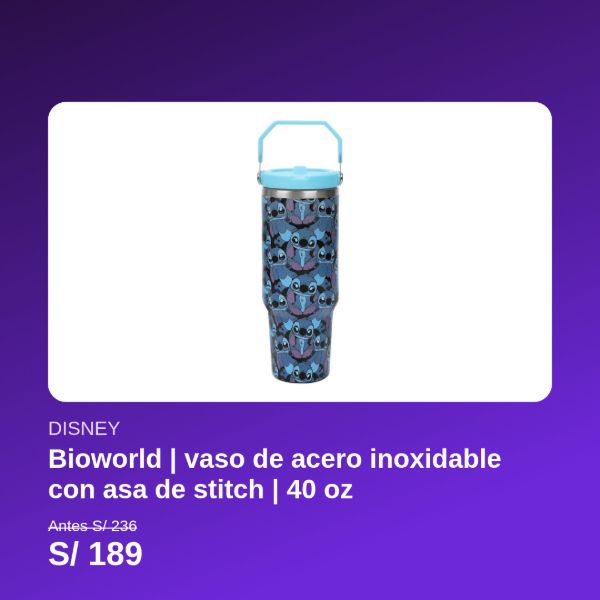 DISNEY
Bioworld | vaso de acero inoxidable
con asa de stitch | 40 oz
Antes S/ 236
S/ 189